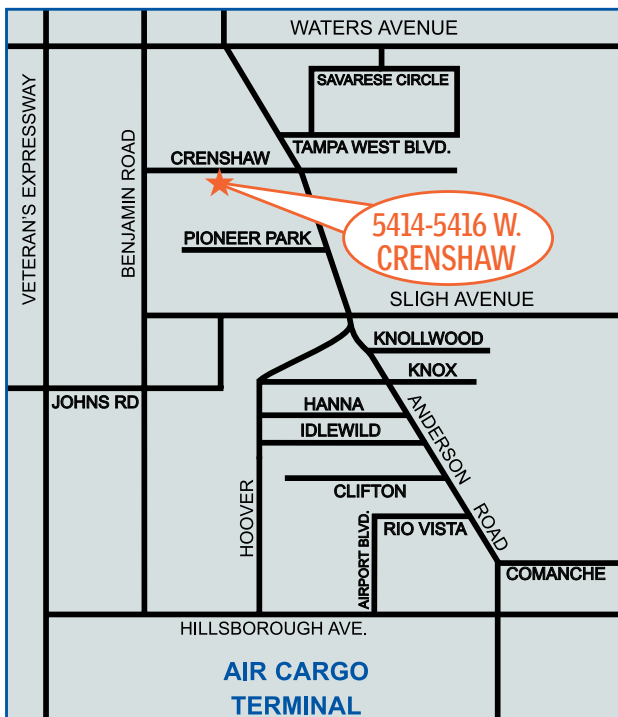 WATERS AVENUE
SAVARESE CIRCLE
TAMPA WEST BLVD.
CRENSHAW
VETERAN'S EXPRESSWAY
BENJAMIN ROAD
5414-5416 W.
CRENSHAW
PIONEER PARK
SLIGH AVENUE
KNOLLWOOD
KNOX
JOHNS RD
HANNA
IDLEWILD
ANDERSON
ROAD
CLIFTON
HOOVER
AIRPORT BLVD.
RIO VISTA
COMANCHE
HILLSBOROUGH AVE.
AIR CARGO
TERMINAL